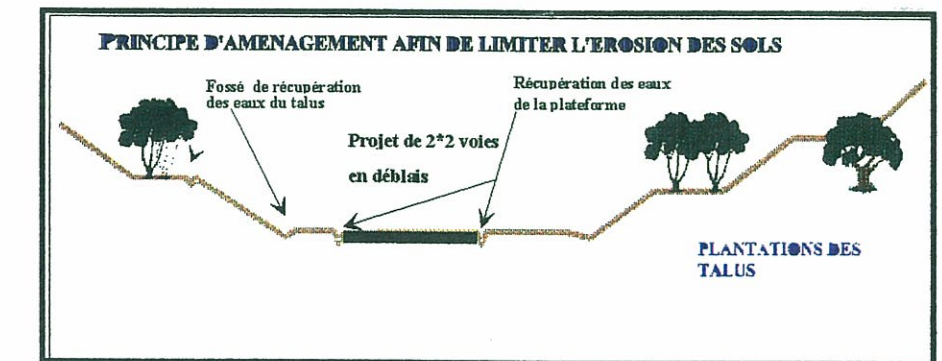 PRINCIPE D'AMENAGEMENT AFIN DE LIMITER L'EROSION DES SOLS
Fossé de récupération
des eaux du talus
Récupération des eaux
de la plateforme
Projet de 2*2 voies
en déblais
PLANTATIONS DES
TALUS